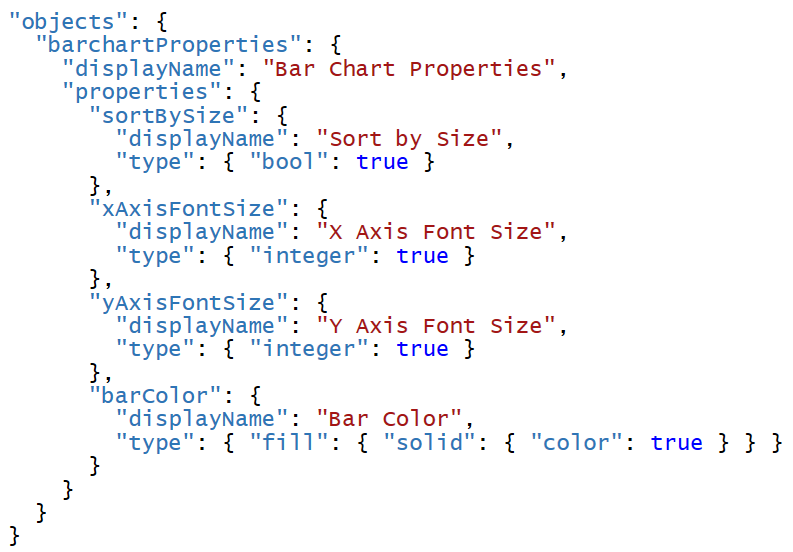 "objects": {
  "barchartProperties": {
    "displayName": "Bar Chart Properties",
    "properties": {
      "sortBySize": {
        "displayName": "Sort by Size",
        "type": { "bool": true }
      },
      "xAxisFontSize": {
        "displayName": "X Axis Font Size",
        "type": { "integer": true }
      },
      "yAxisFontSize": {
        "displayName": "Y Axis Font Size",
        "type": { "integer": true }
      },
      "barColor": {
        "displayName": "Bar Color",
        "type": { "fill": { "solid": { "color": true } } }
      }
    }
  }
}